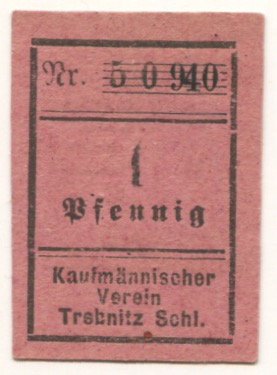 Nr. 50940
1
Pfennig
Kaufmännischer
Verein
Trebnitz Schl.